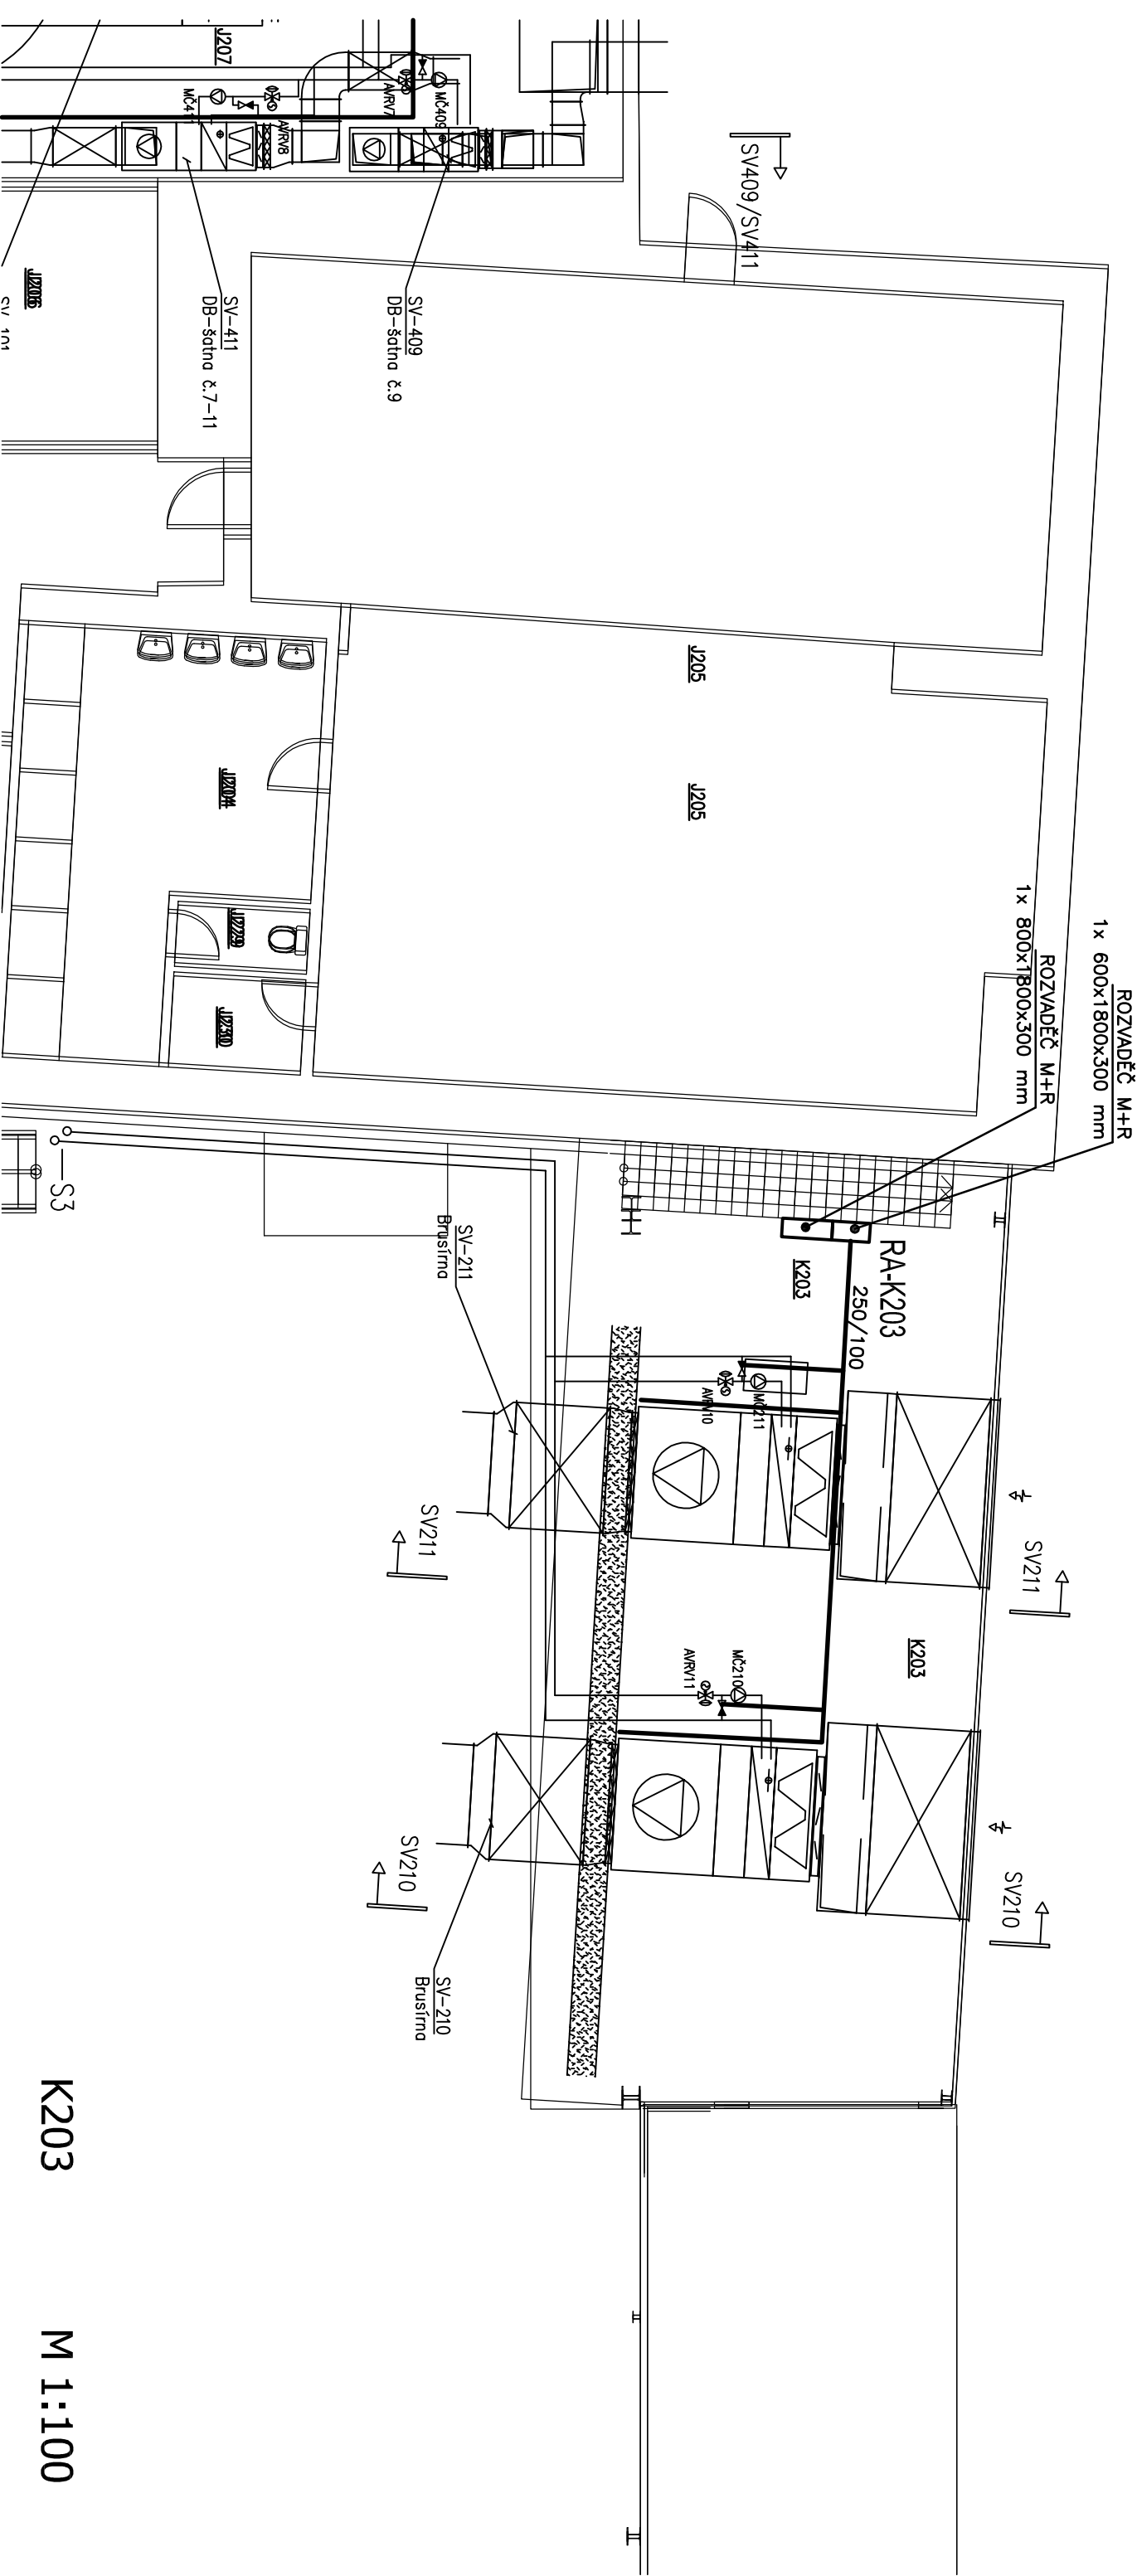 ROZVADĚČ M+R
1x 600x1800x300 mm
ROZVADĚČ M+R
1x 800x1800x300 mm
RA-K203
250/100
K203
K203
SV211
SV210
SV409/SV411
J205
J205
MČ211
AVRV10
MČ210
AVRV11
SV-211
Brusírna
SV211
SV210
SV-210
Brusírna
MČ409
AVRV7
SV-409
DB-šatna č.9
J207
MČ411
AVRV8
SV-411
DB-šatna č.7-11
SV 101
S3
K203
M 1:100